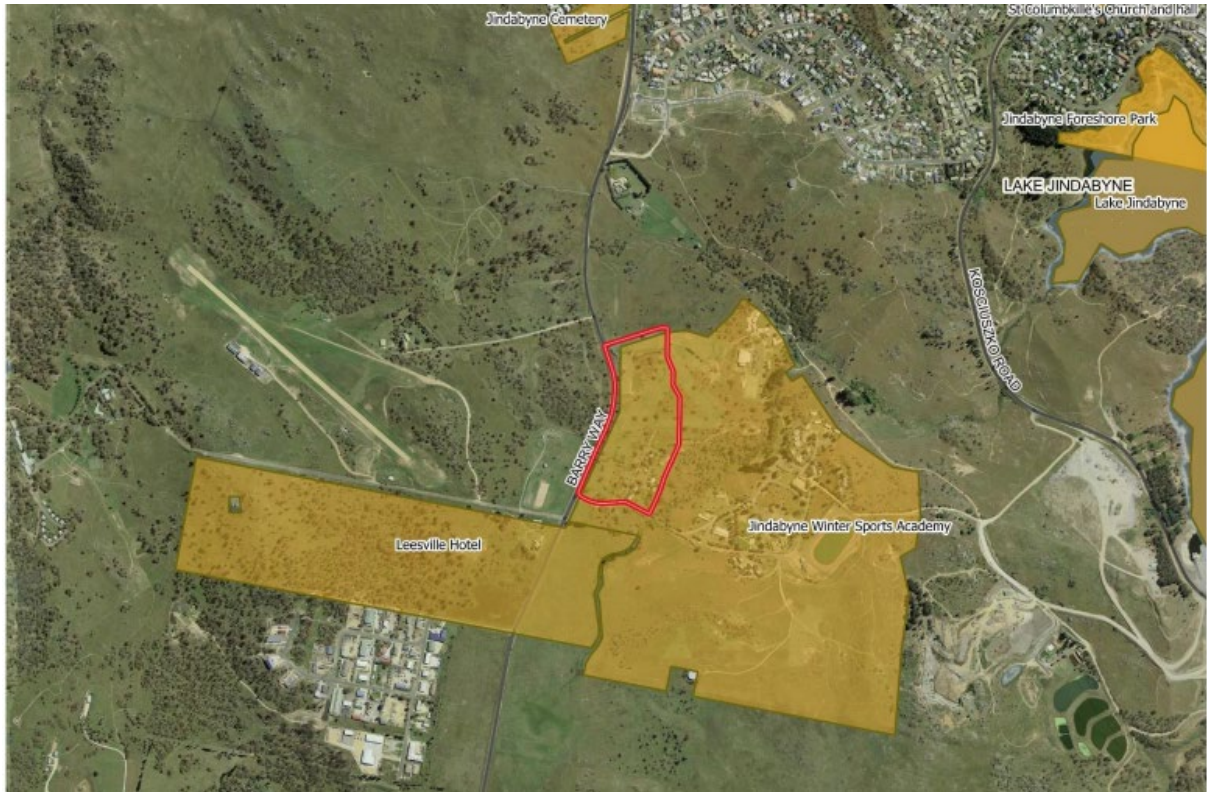 Jindabyne Cemetery
St Columbkille's Church and hall
Jindabyne Foreshore Park
LAKE JINDABYNE
Lake Jindabyne
KOSCIUSZKO ROAD
BARRY WAY
Jindabyne Winter Sports Academy
Leesville Hotel